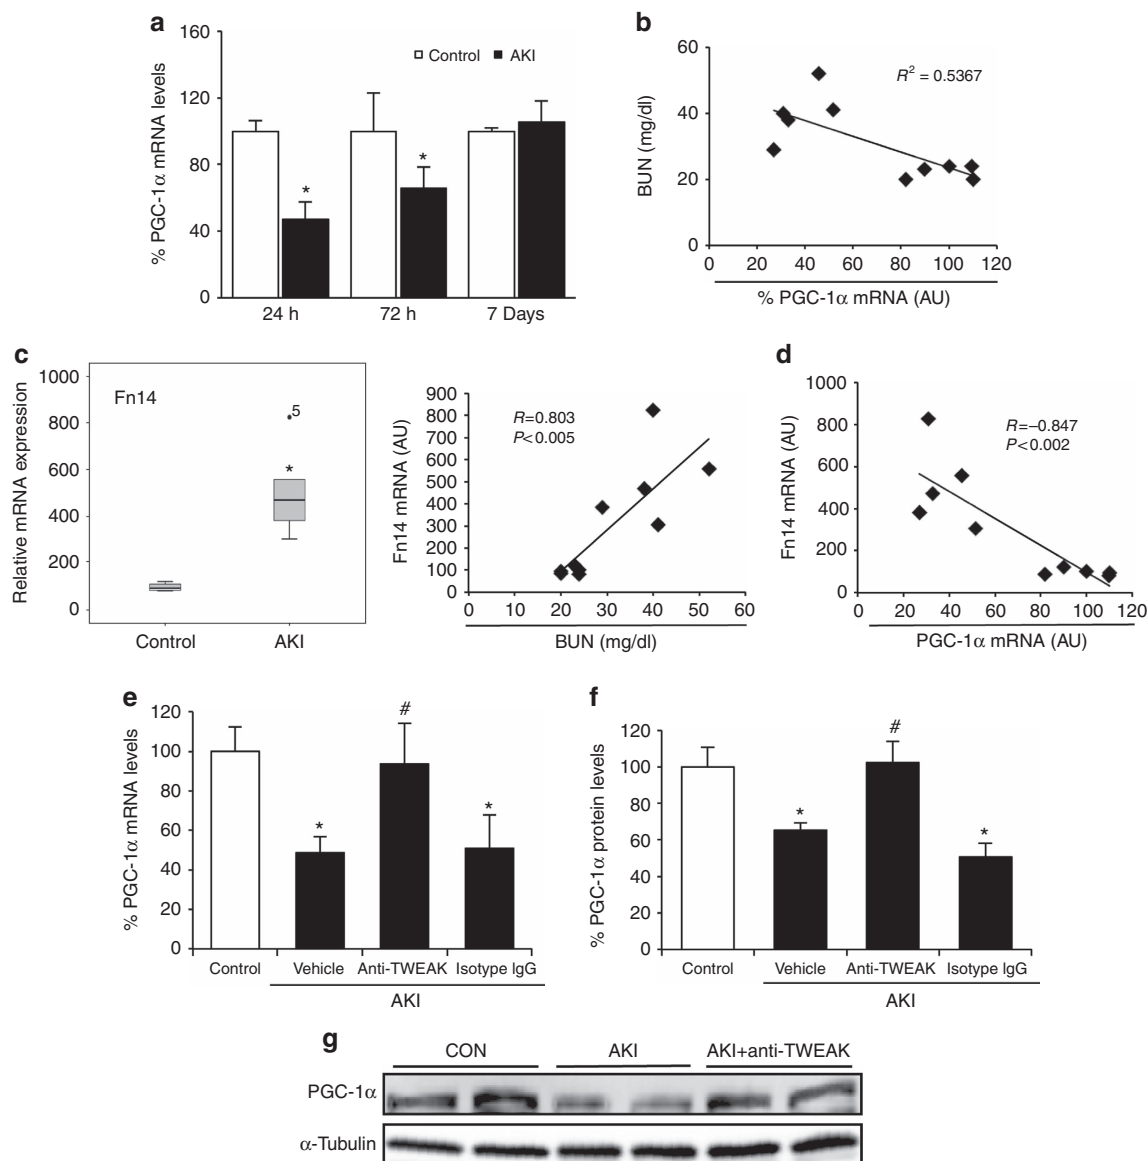 a
160
120
80
40
0
% PGC-1α mRNA levels
Control AKI
*
*
24 h 72 h 7 Days
b
60
40
20
0
BUN (mg/dl)
R² = 0.5367
0 20 40 60 80 100 120
% PGC-1α mRNA (AU)
c
1000
800
600
400
200
0
Relative mRNA expression
Fn14
5
*
Control AKI
900
800
700
600
500
400
300
200
100
0
Fn14 mRNA (AU)
R=0.803
P<0.005
0 10 20 30 40 50 60
BUN (mg/dl)
d
1000
800
600
400
200
0
Fn14 mRNA (AU)
R=–0.847
P<0.002
0 20 40 60 80 100 120
PGC-1α mRNA (AU)
e
120
100
80
60
40
20
0
% PGC-1α mRNA levels
*
#
*
Control Vehicle Anti-TWEAK Isotype IgG
AKI
f
120
100
80
60
40
20
0
% PGC-1α protein levels
*
#
*
Control Vehicle Anti-TWEAK Isotype IgG
AKI
g
CON AKI AKI+anti-TWEAK
PGC-1α
α-Tubulin